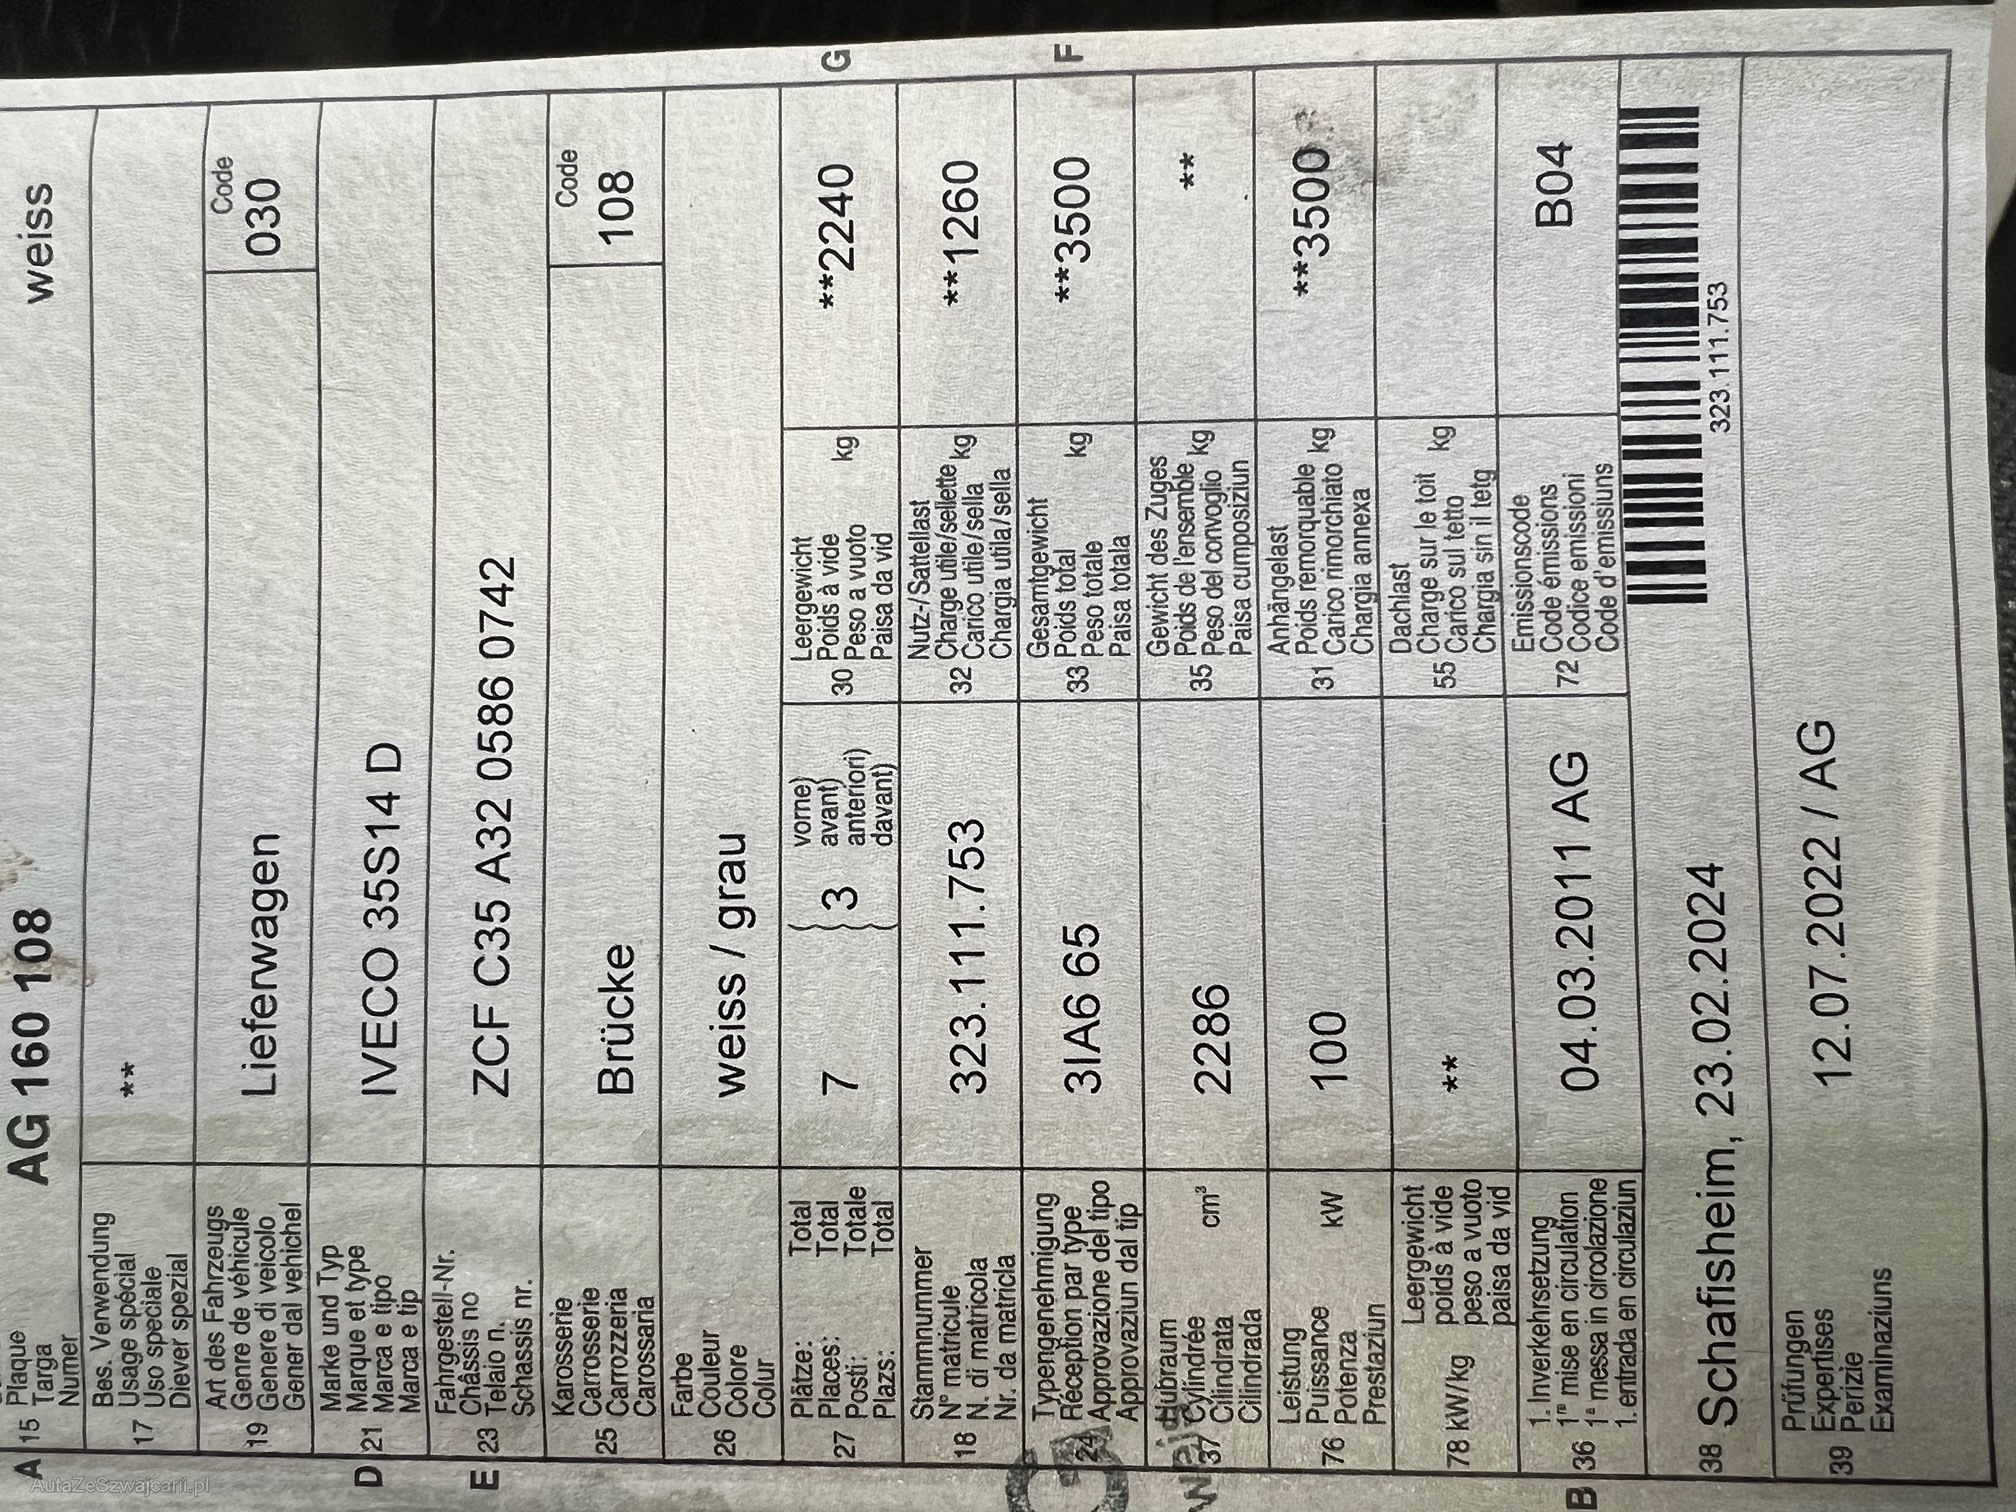 A 15 Plaque AG 160 108 weiss
Targa
Numer
Bes. Verwendung
Usage spécial
17 Uso speciale **
Diever spezial
Art des Fahrzeugs Code
Genre de véhicule
19 Genere di veicolo Lieferwagen 030
Gener dal vehichel
Marke und Typ
Marque et type
D 21 Marca e tipo IVECO 35S14 D
Marca e tip
Fahrgestell-Nr.
Châssis no
E 23 Telaio n. ZCF C35 A32 0586 0742
Schassis nr.
Karosserie Code
Carrosserie
25 Carrozzeria Brücke 108
Carossaria
Farbe
Couleur
26 Colore weiss / grau
Colur
Plätze: Total vorne
Places: Total avant
27 Posti: Totale 7 3 anteriori
Plazs: Total davant
Leergewicht
30 Poids à vide kg **2240 G
Peso a vuoto
Paisa da vid
Stammnummer
N° matricule
18 N. di matricola 323.111.753
Nr. da matricla
Nutz-/Sattellast
Charge utile/sellette
32 Carico utile/sella kg **1260
Chargia utila/sella
Typengenehmigung
Réception par type
24 Approvazione del tipo 3IA6 65
Approvaziun dal tip
Gesamtgewicht
33 Poids total kg **3500 F
Peso totale
Paisa totala
Hubraum
37 Cylindrée cm³ 2286
Cilindrata
Cilindrada
Gewicht des Zuges
Poids de l'ensemble
35 Peso del convoglio kg **
Paisa cumposiziun
Leistung
Puissance
76 Potenza kW 100
Prestaziun
Anhängelast
Poids remorquable
31 Carico rimorchiato kg **3500
Chargia annexa
Leergewicht
poids à vide
78 kW/kg peso a vuoto **
paisa da vid
Dachlast
Charge sur le toit
55 Carico sul tetto kg
Chargia sin il tetg
1. Inverkehrsetzung
1re mise en circulation
B 36 1a messa in circolazione 04.03.2011 AG
1. entrada en circulaziun
Emissionscode
Code émissions
72 Codice emissioni B04
Code d'emissiuns
38 Schafisheim, 23.02.2024
323.111.753
Prüfungen
Expertises
39 Perizie 12.07.2022 / AG
Examinaziuns
AutaZeSzwajcarii.pl